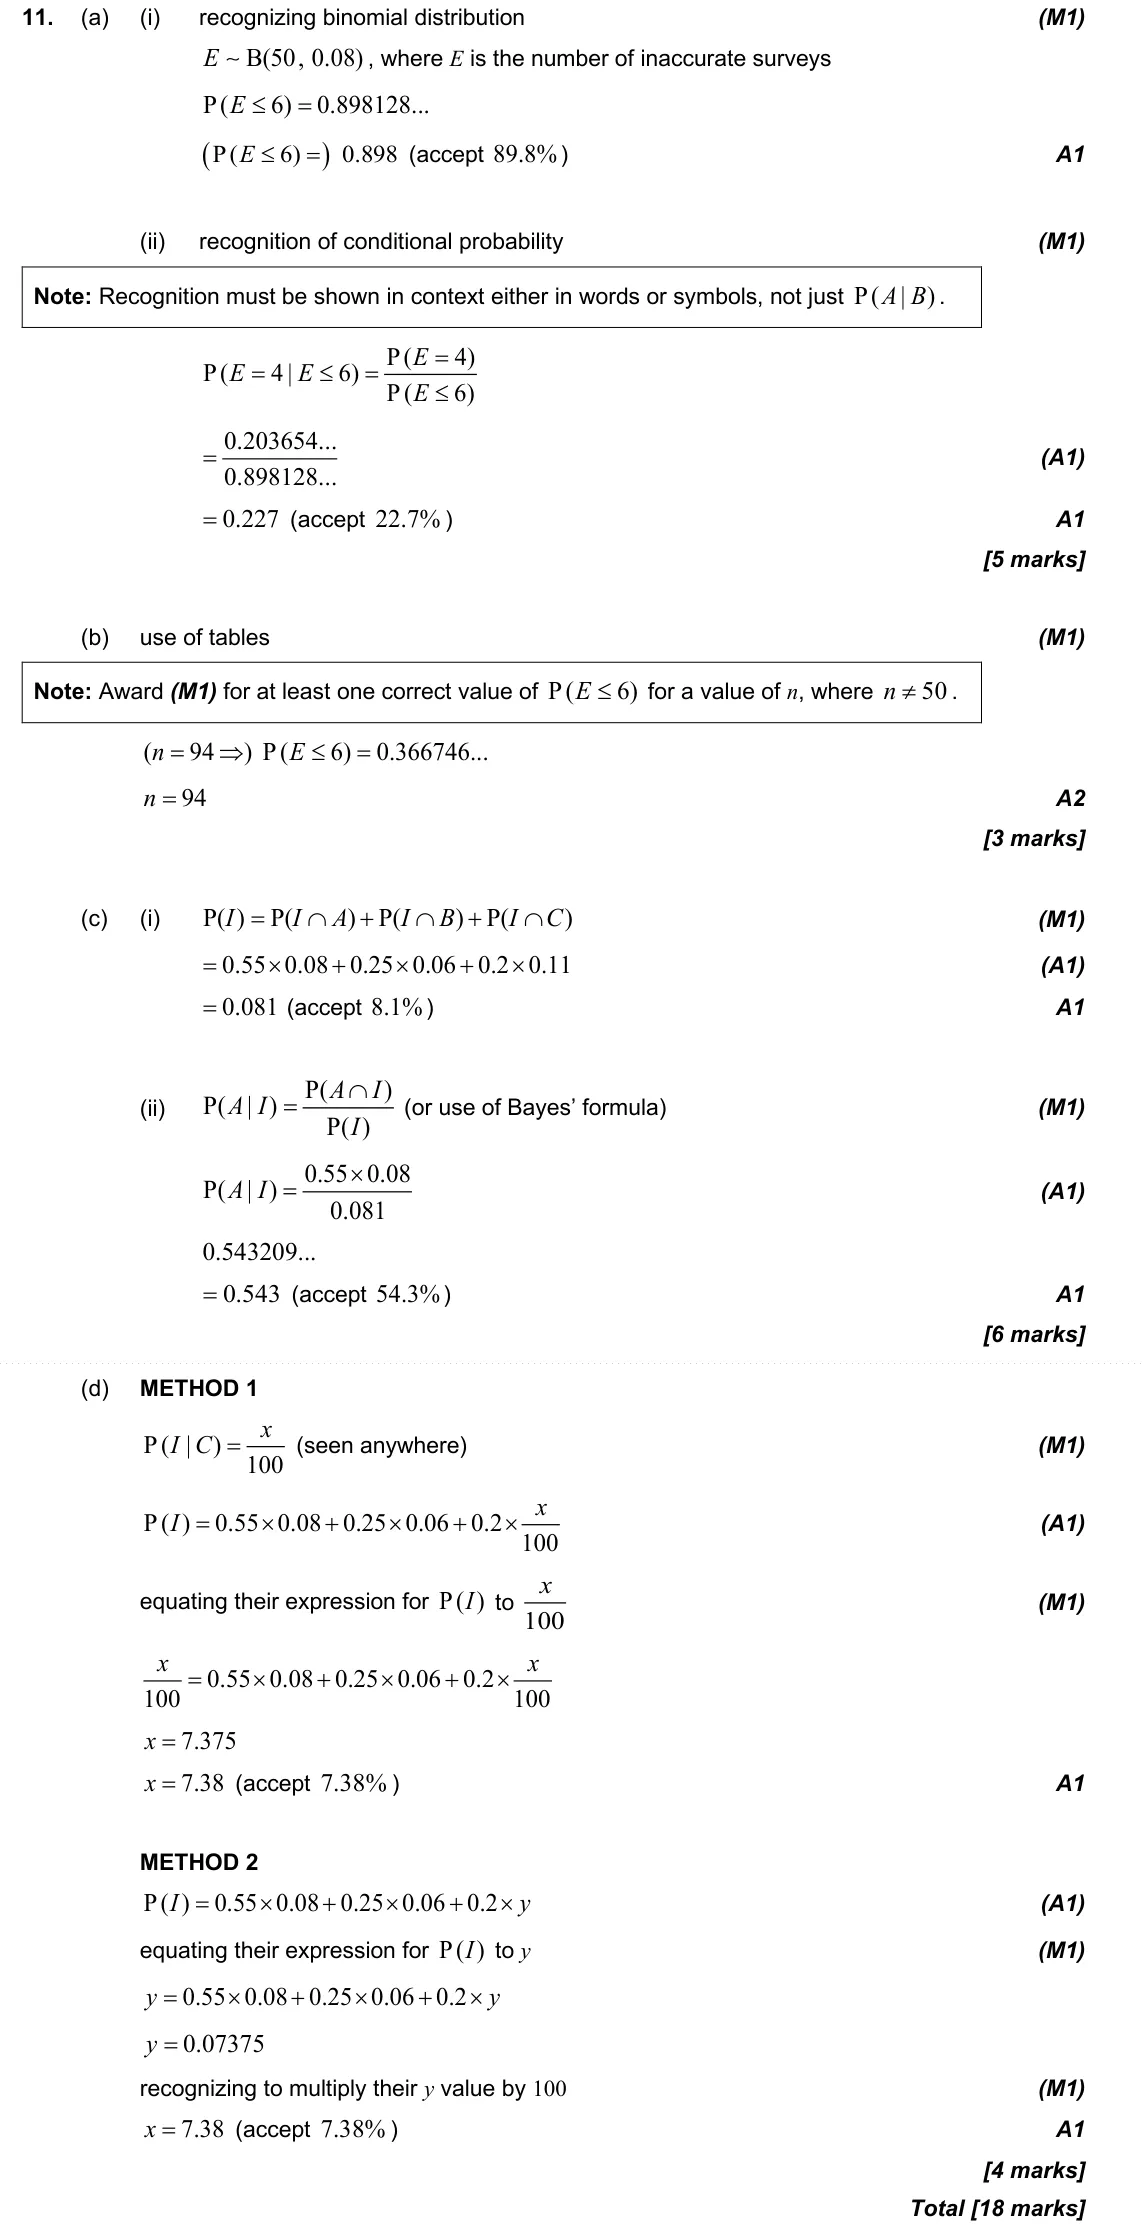 11. (a) (i) recognizing binomial distribution (M1)
E ~ B(50, 0.08), where E is the number of inaccurate surveys
P(E ≤ 6) = 0.898128...
(P(E ≤ 6) =) 0.898 (accept 89.8%) A1
(ii) recognition of conditional probability (M1)
Note: Recognition must be shown in context either in words or symbols, not just P(A | B).
P(E = 4 | E ≤ 6) = P(E = 4) / P(E ≤ 6)
= 0.203654... / 0.898128... (A1)
= 0.227 (accept 22.7%) A1
[5 marks]
(b) use of tables (M1)
Note: Award (M1) for at least one correct value of P(E ≤ 6) for a value of n, where n ≠ 50.
(n = 94 ⇒) P(E ≤ 6) = 0.366746...
n = 94 A2
[3 marks]
(c) (i) P(I) = P(I ∩ A) + P(I ∩ B) + P(I ∩ C) (M1)
= 0.55 × 0.08 + 0.25 × 0.06 + 0.2 × 0.11 (A1)
= 0.081 (accept 8.1%) A1
(ii) P(A | I) = P(A ∩ I) / P(I) (or use of Bayes' formula) (M1)
P(A | I) = 0.55 × 0.08 / 0.081 (A1)
0.543209...
= 0.543 (accept 54.3%) A1
[6 marks]
(d) METHOD 1
P(I | C) = x / 100 (seen anywhere) (M1)
P(I) = 0.55 × 0.08 + 0.25 × 0.06 + 0.2 × x / 100 (A1)
equating their expression for P(I) to x / 100 (M1)
x / 100 = 0.55 × 0.08 + 0.25 × 0.06 + 0.2 × x / 100
x = 7.375
x = 7.38 (accept 7.38%) A1
METHOD 2
P(I) = 0.55 × 0.08 + 0.25 × 0.06 + 0.2 × y (A1)
equating their expression for P(I) to y (M1)
y = 0.55 × 0.08 + 0.25 × 0.06 + 0.2 × y
y = 0.07375
recognizing to multiply their y value by 100 (M1)
x = 7.38 (accept 7.38%) A1
[4 marks]
Total [18 marks]